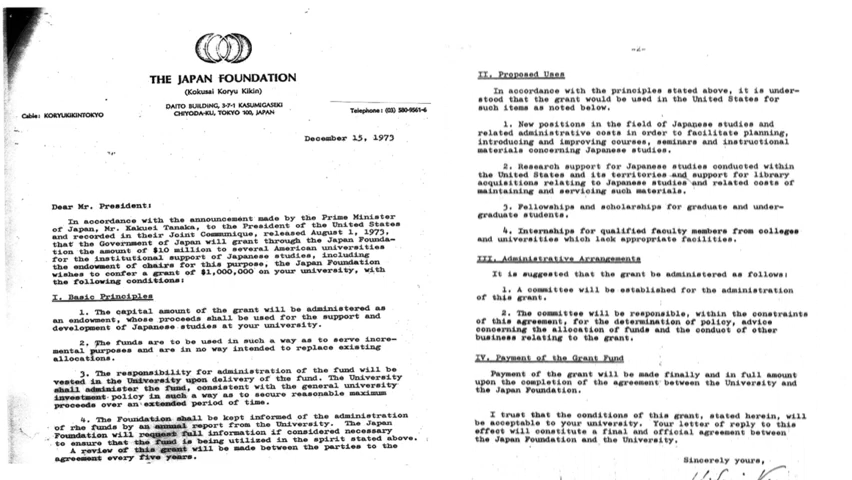 THE JAPAN FOUNDATION
(Kokusai Koryu Kikin)
DAITO BUILDING, 3-7-1 KASUMIGASEKI
CHIYODA-KU, TOKYO 100, JAPAN
Cable: KORYUKIKINTOKYO
Telephone: (03) 580-9561-6
December 15, 1973
Dear Mr. President:
In accordance with the announcement made by the Prime Minister
of Japan, Mr. Kakuei Tanaka, to the President of the United States
and recorded in their Joint Communique, released August 1, 1973,
that the Government of Japan will grant through the Japan Founda-
tion the amount of $10 million to several American universities
for the institutional support of Japanese studies, including
the endowment of chairs for this purpose, the Japan Foundation
wishes to confer a grant of $1,000,000 on your university, with
the following conditions:
I. Basic Principles
1. The capital amount of the grant will be administered as
an endowment, whose proceeds shall be used for the support and
development of Japanese studies at your university.
2. The funds are to be used in such a way as to serve incre-
mental purposes and are in no way intended to replace existing
allocations.
3. The responsibility for administration of the fund will be
vested in the University upon delivery of the fund. The University
shall administer the fund, consistent with the general university
investment policy in such a way as to secure reasonable maximum
proceeds over an extended period of time.
4. The Foundation shall be kept informed of the administration
of rhe funds by an annual report from the University. The Japan
Foundation will request full information if considered necessary
to ensure that the fund is being utilized in the spirit stated above.
A review of this grant will be made between the parties to the
agreement every five years.
-2-
II. Proposed Uses
In accordance with the principles stated above, it is under-
stood that the grant would be used in the United States for
such items as noted below.
1. New positions in the field of Japanese studies and
related administrative costs in order to facilitate planning,
introducing and improving courses, seminars and instructional
materials concerning Japanese studies.
2. Research support for Japanese studies conducted within
the United States and its territories and support for library
acquisitions relating to Japanese studies and related costs of
maintaining and servicing such materials.
3. Fellowships and scholarships for graduate and under-
graduate students.
4. Internships for qualified faculty members from colleges
and universities which lack appropriate facilities.
III. Administrative Arrangements
It is suggested that the grant be administered as follows:
1. A committee will be established for the administration
of this grant.
2. The committee will be responsible, within the constraints
of this agreement, for the determination of policy, advice
concerning the allocation of funds and the conduct of other
business relating to the grant.
IV. Payment of the Grant Fund
Payment of the grant will be made finally and in full amount
upon the completion of the agreement between the University and
the Japan Foundation.
I trust that the conditions of this grant, stated herein, will
be acceptable to your university. Your letter of reply to this
effect will constitute a final and official agreement between
the Japan Foundation and the University.
Sincerely yours,